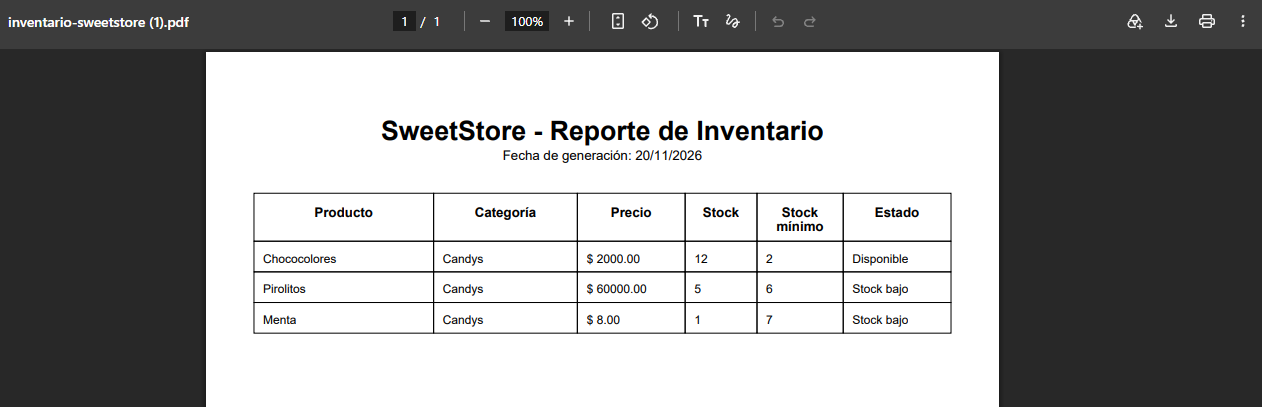 inventario-sweetstore (1).pdf
1 / 1
100%
SweetStore - Reporte de Inventario
Fecha de generación: 20/11/2026
Producto Categoría Precio Stock Stock mínimo Estado
Chococolores Candys $ 2000.00 12 2 Disponible
Pirolitos Candys $ 60000.00 5 6 Stock bajo
Menta Candys $ 8.00 1 7 Stock bajo